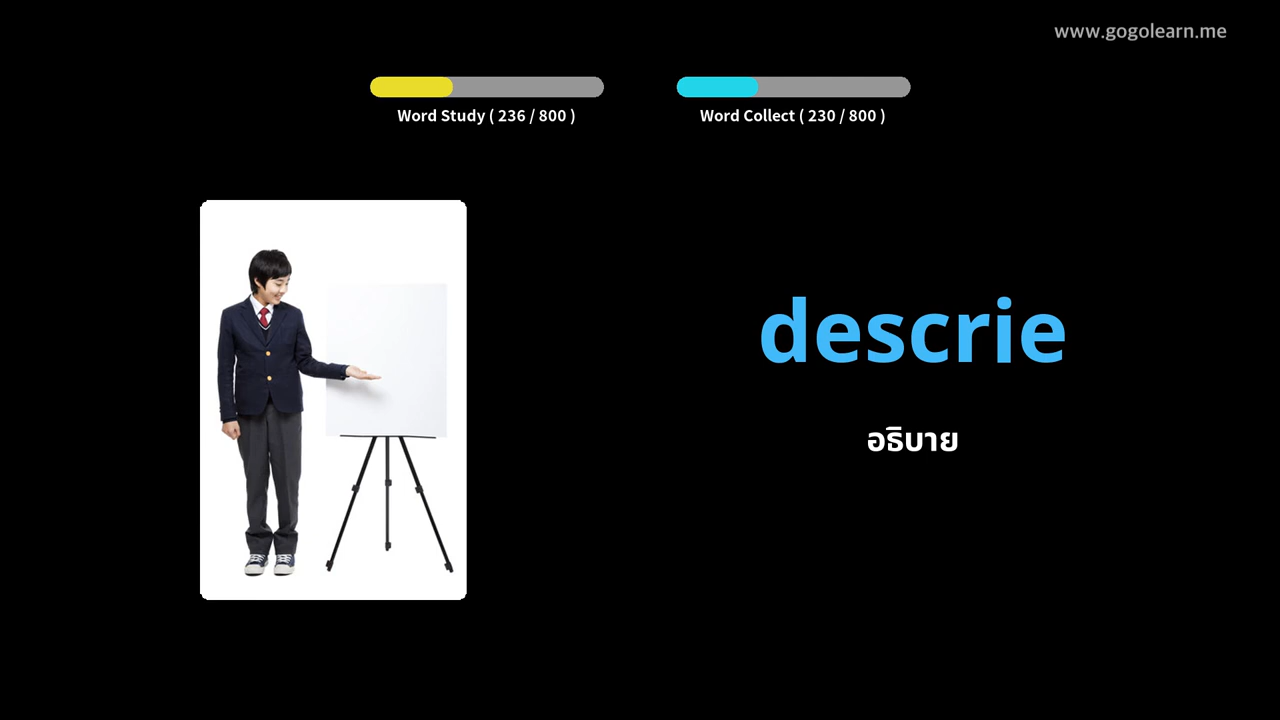 www.gogolearn.me
Word Study ( 236 / 800 )
Word Collect ( 230 / 800 )
descrie
อธิบาย